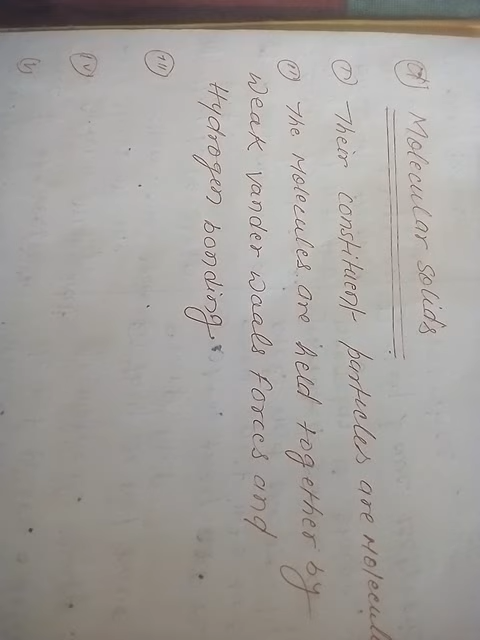 Molecular solids
(i) Their constituent particles are Molecul
(ii) The Molecules are held together by
weak vander waals forces and
Hydrogen bonding.
(iii)
(iv)
(v)